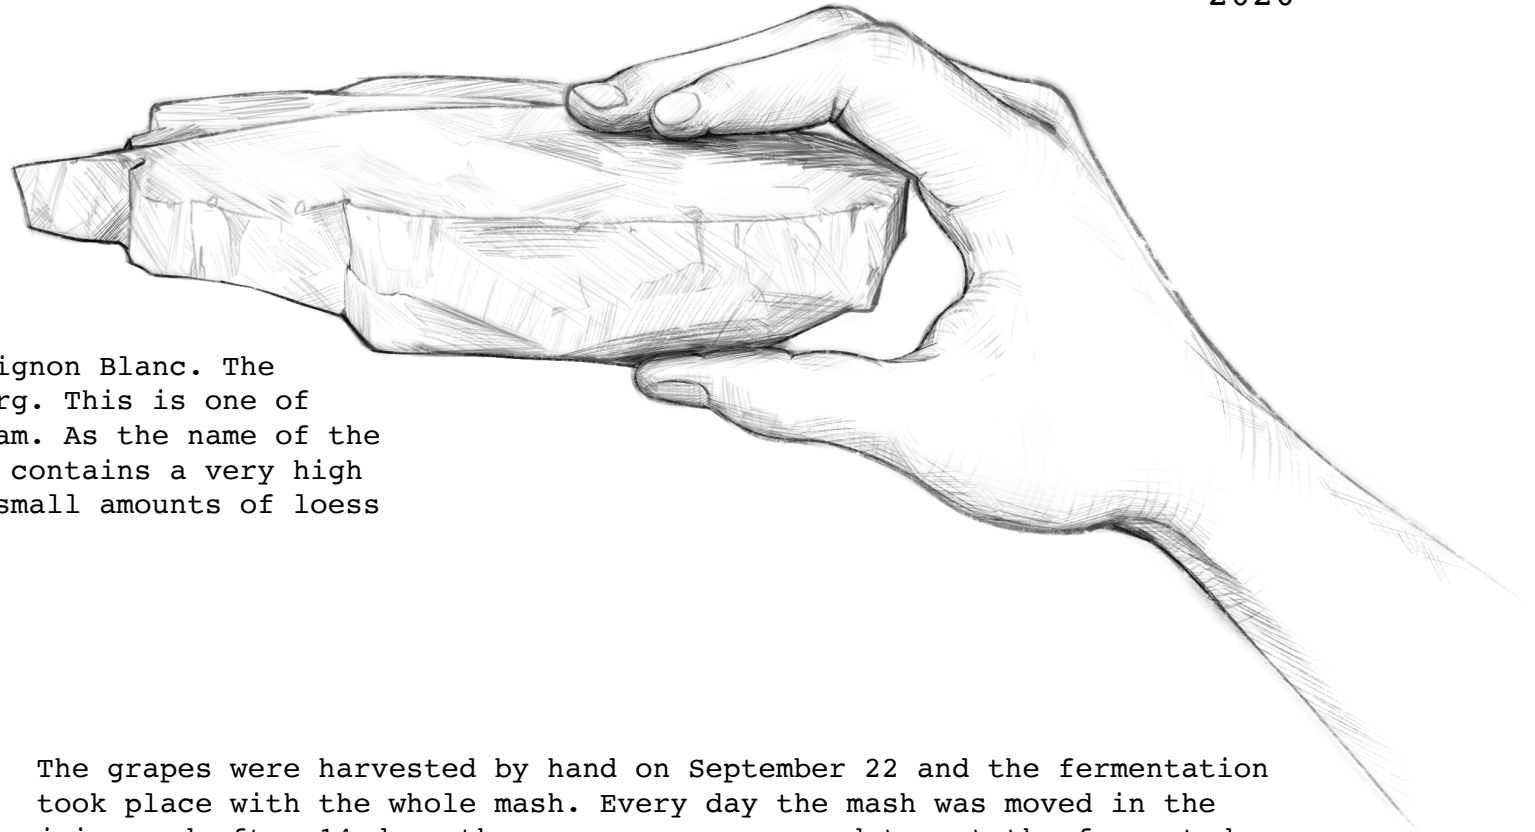 2020
ignon Blanc. The
rg. This is one of
am. As the name of the
contains a very high
small amounts of loess
The grapes were harvested by hand on September 22 and the fermentation
took place with the whole mash. Every day the mash was moved in the